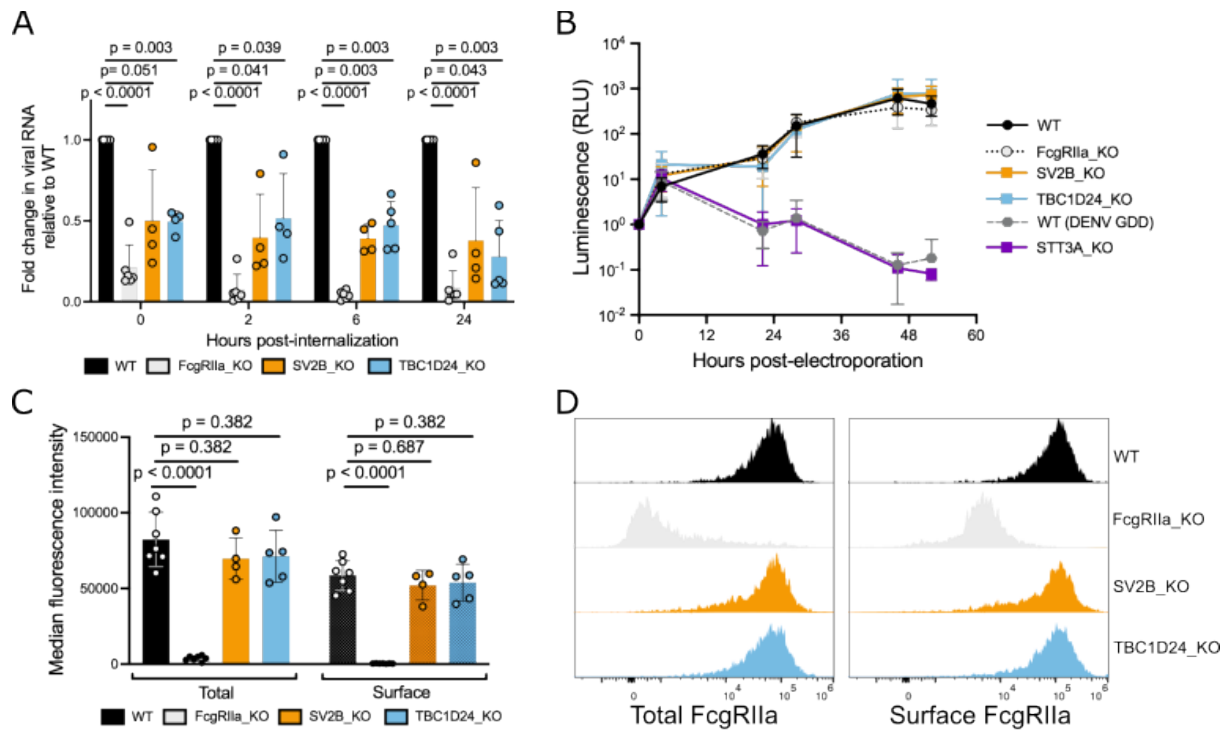 A
p = 0.003
p = 0.039
p = 0.003
p = 0.003
p= 0.051
p = 0.041
p = 0.003
p = 0.043
p < 0.0001
p < 0.0001
p < 0.0001
p < 0.0001
Fold change in viral RNA
relative to WT
1.0
0.5
0.0
0
2
6
24
Hours post-internalization
WT
FcgRIIa_KO
SV2B_KO
TBC1D24_KO
B
Luminescence (RLU)
10^4
10^3
10^2
10^1
10^0
10^-1
10^-2
0
12
24
36
48
60
Hours post-electroporation
WT
FcgRIIa_KO
SV2B_KO
TBC1D24_KO
WT (DENV GDD)
STT3A_KO
C
p = 0.382
p = 0.382
p = 0.382
p = 0.687
p < 0.0001
p < 0.0001
Median fluorescence intensity
150000
100000
50000
0
Total
Surface
WT
FcgRIIa_KO
SV2B_KO
TBC1D24_KO
D
WT
FcgRIIa_KO
SV2B_KO
TBC1D24_KO
0
10^4
10^5
10^6
0
10^4
10^5
10^6
Total FcgRIIa
Surface FcgRIIa